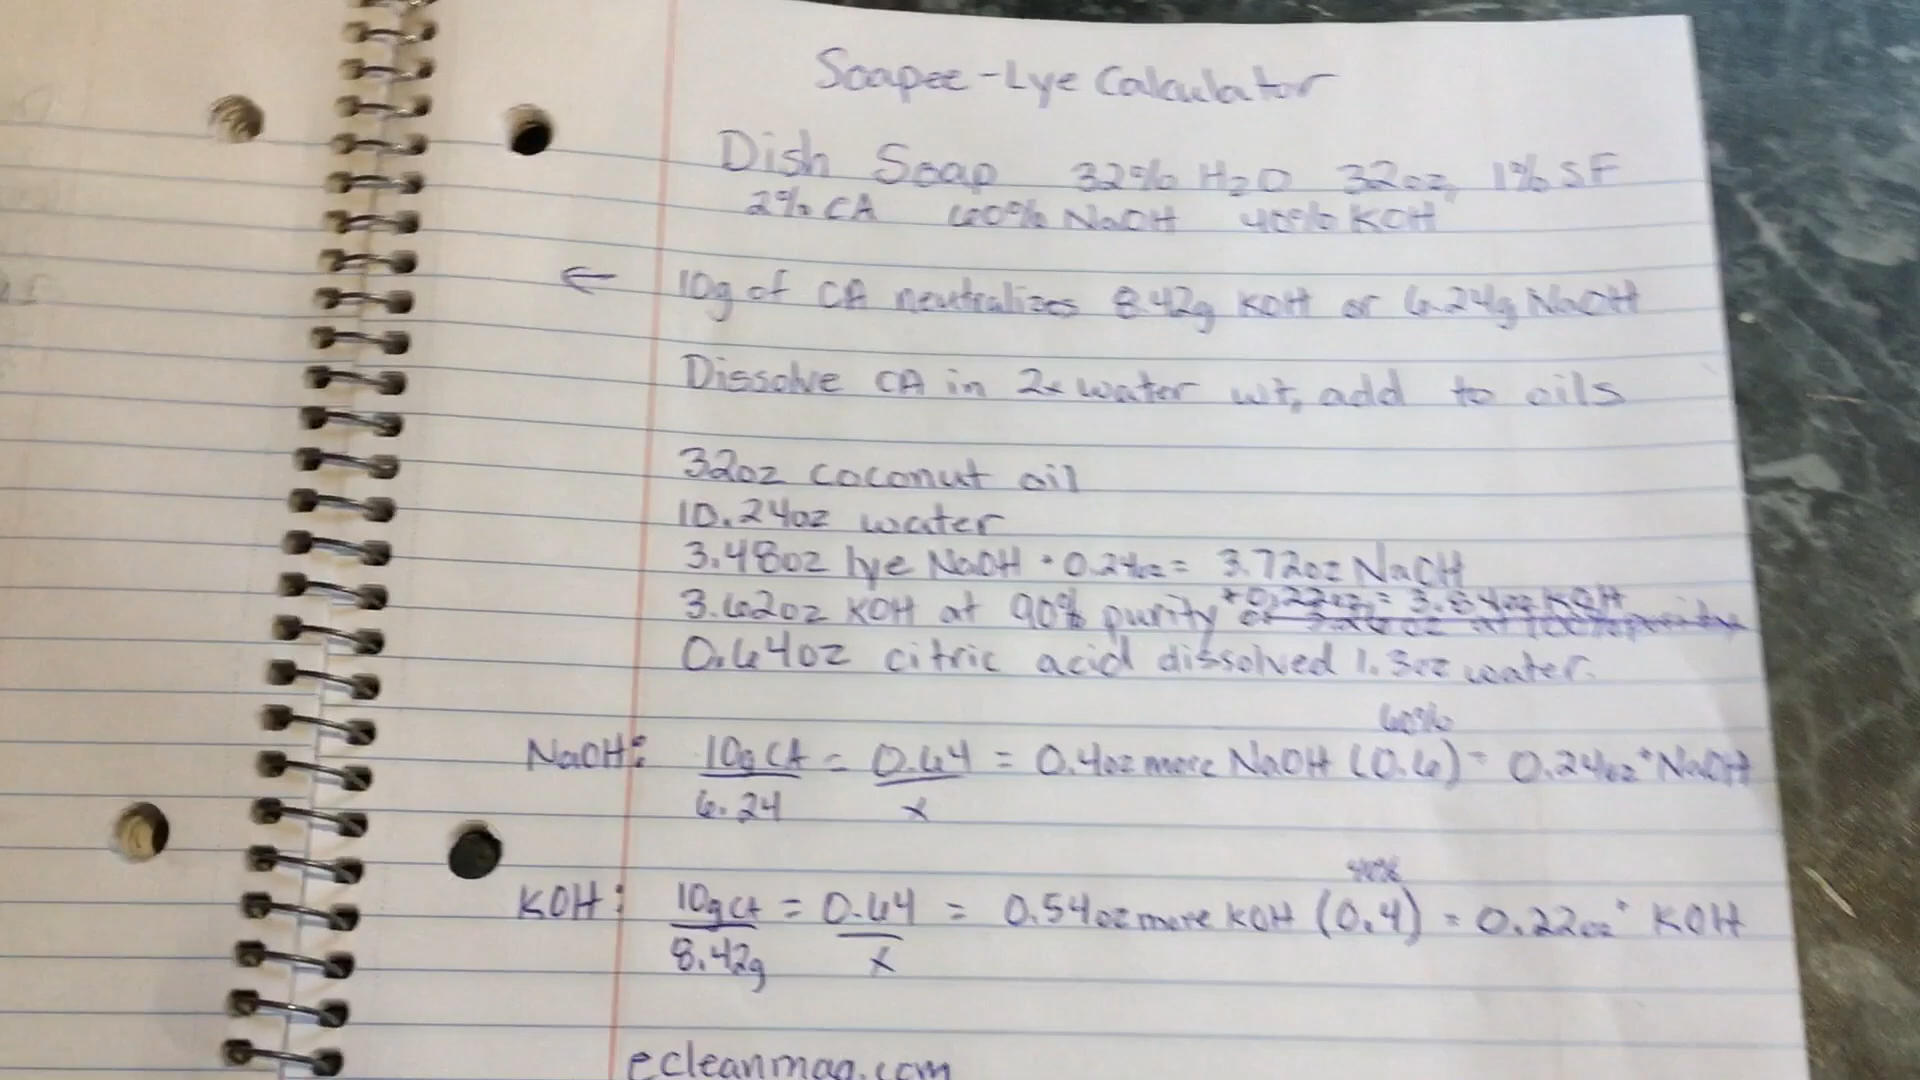 Soapee-Lye Calculator
Dish Soap 32% H2O 32oz, 1% SF
2% CA 60% NaOH 40% KOH
← 10g of CA neutralizes 8.42g KOH or 6.24g NaOH
Dissolve CA in 2x water wt, add to oils
32oz coconut oil
10.24oz water
3.48oz lye NaOH + 0.24oz = 3.72oz NaOH
3.62oz KOH at 90% purity + 0.22oz = 3.84oz KOH
0.64oz citric acid dissolved 1.3oz water.
60%
NaOH: 10g CA / 6.24 = 0.64 / x = 0.4oz more NaOH (0.6) = 0.24oz + NaOH
40%
KOH: 10g CA / 8.42g = 0.64 / x = 0.54oz more KOH (0.4) = 0.22oz + KOH
ecleanmag.com